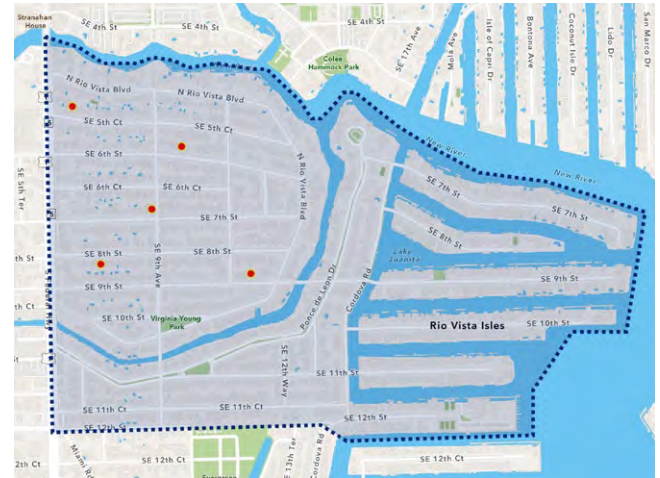 Stranahan
House
SE 4th St
SE 4th St
SE 17th Ave
Mola Ave
Isle of Capri Dr
Bontona Ave
Coconut Isle Dr
Lido Dr
San Marco Dr
Colee
Hammock Park
N Rio Vista Blvd
N Rio Vista Blvd
SE 5th Ct
SE 5th Ct
New River
New River
SE 6th St
SE 5th Ter
SE 6th Ct
SE 6th Ct
N Rio Vista Blvd
SE 7th St
SE 7th St
SE 7th St
SE 8th St
SE 8th St
SE 8th St
SE 9th Ave
Lake
SE 9th St
SE 9th St
Ponce de Leon Dr
Cordova Rd
SE 10th St
Virginia Young
Park
Rio Vista Isles
SE 10th St
SE 12th Way
SE 11th St
SE 11th Ct
SE 11th Ct
SE 12th St
SE 12th St
Miami Rd
SE 12th Ct
SE 13th Ter
Cordova Rd
SE 12th Ct